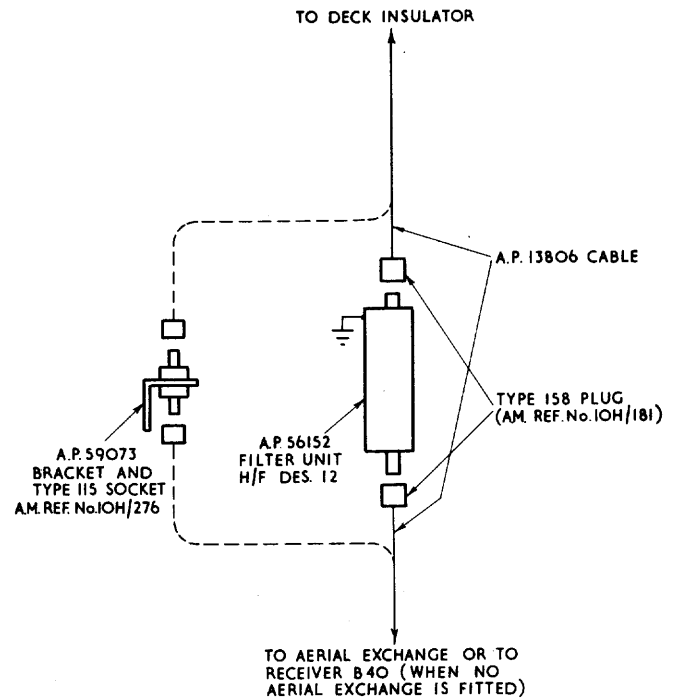 TO DECK INSULATOR
A.P. 13806 CABLE
TYPE 158 PLUG
(AM. REF. No. 10H/181)
A.P. 59073
BRACKET AND
TYPE 115 SOCKET
A.M. REF. No. 10H/276
A.P. 56152
FILTER UNIT
H/F DES. 12
TO AERIAL EXCHANGE OR TO
RECEIVER B40 (WHEN NO
AERIAL EXCHANGE IS FITTED)